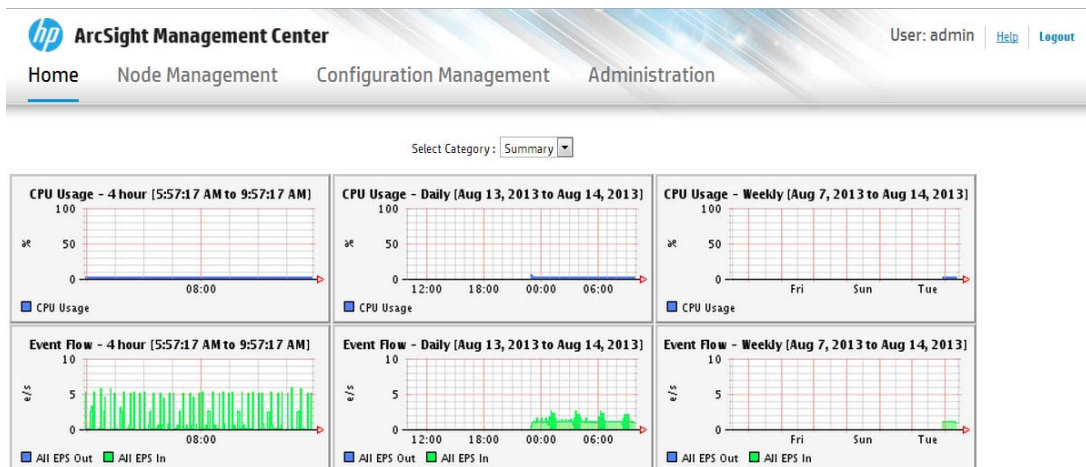 hp ArcSight Management Center User: admin Help Logout
Home Node Management Configuration Management Administration
Select Category : Summary
CPU Usage - 4 hour [5:57:17 AM to 9:57:17 AM]
100
%
50
0
08:00
CPU Usage
CPU Usage - Daily [Aug 13, 2013 to Aug 14, 2013]
100
%
50
0
12:00 18:00 00:00 06:00
CPU Usage
CPU Usage - Weekly [Aug 7, 2013 to Aug 14, 2013]
100
%
50
0
Fri Sun Tue
CPU Usage
Event Flow - 4 hour [5:57:17 AM to 9:57:17 AM]
10
e/s
5
0
08:00
All EPS Out All EPS In
Event Flow - Daily [Aug 13, 2013 to Aug 14, 2013]
10
e/s
5
0
12:00 18:00 00:00 06:00
All EPS Out All EPS In
Event Flow - Weekly [Aug 7, 2013 to Aug 14, 2013]
10
e/s
5
0
Fri Sun Tue
All EPS Out All EPS In